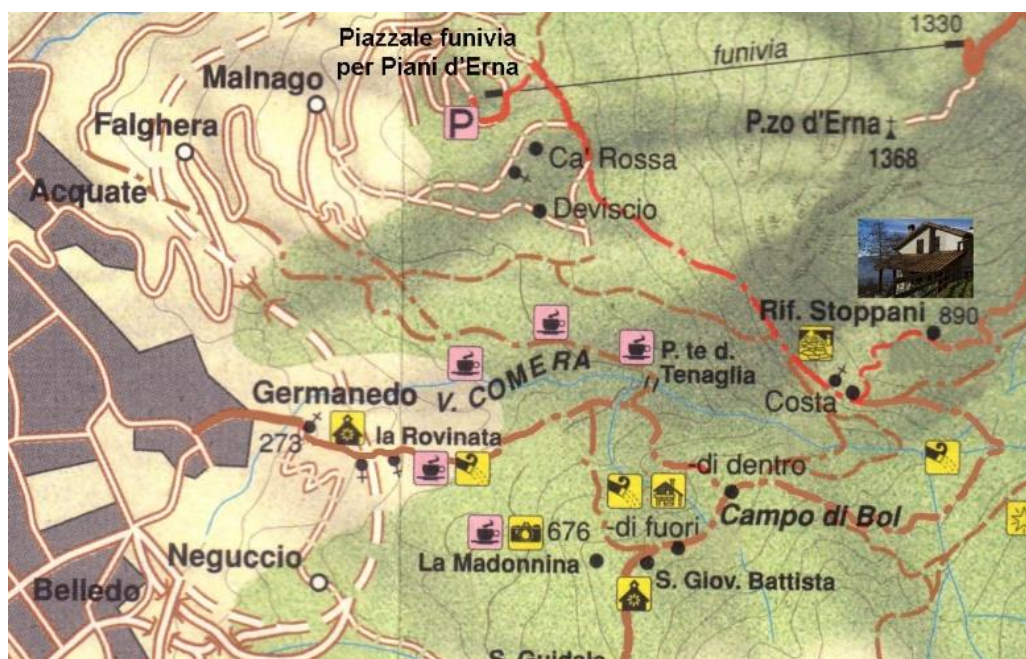 1330
Piazzale funivia
per Piani d'Erna
funivia
Malnago
P
P.zo d'Erna
1368
Falghera
Ca' Rossa
Acquate
Deviscio
Rif. Stoppani 890
P. te d.
Tenaglia
V. COMERA
Costa
Germanedo
273
la Rovinata
-di dentro
Campo di Bol
-di fuori
676
La Madonnina
Neguccio
S. Giov. Battista
Belledo